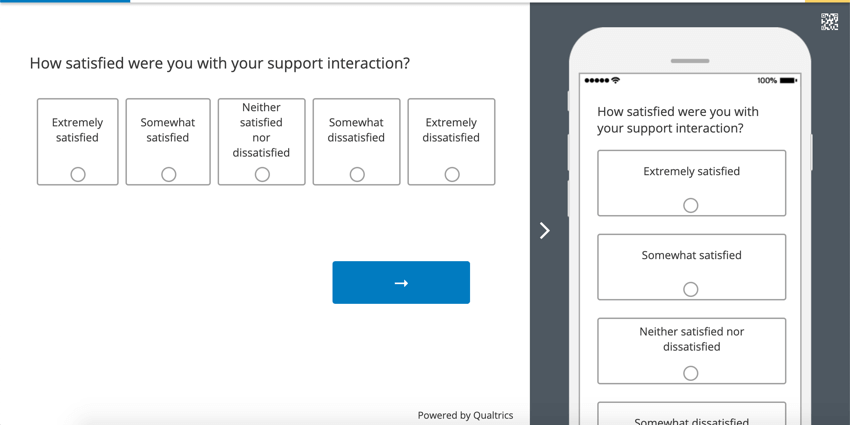 How satisfied were you with your support interaction?
Extremely
satisfied
Somewhat
satisfied
Neither
satisfied
nor
dissatisfied
Somewhat
dissatisfied
Extremely
dissatisfied
→
Powered by Qualtrics
100%
How satisfied were you with
your support interaction?
Extremely satisfied
Somewhat satisfied
Neither satisfied nor
dissatisfied
Somewhat dissatisfied